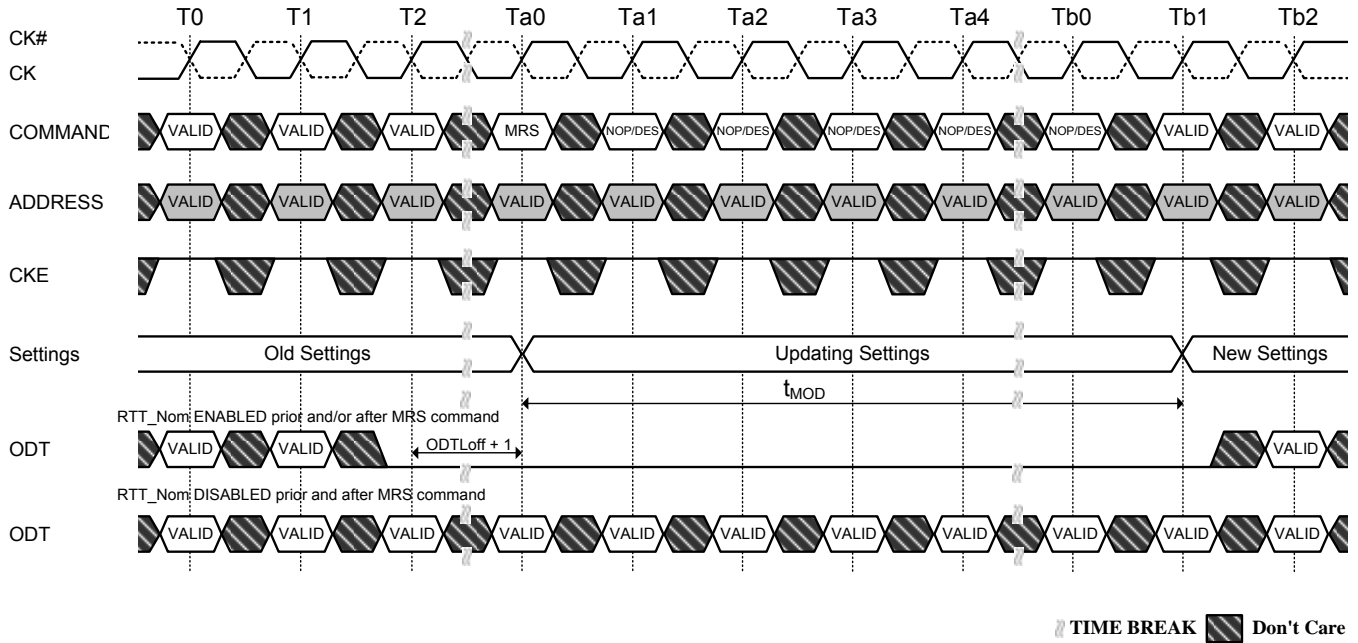 T0 T1 T2 Ta0 Ta1 Ta2 Ta3 Ta4 Tb0 Tb1 Tb2
CK#
CK
COMMAND VALID VALID VALID MRS NOP/DES NOP/DES NOP/DES NOP/DES NOP/DES VALID VALID
ADDRESS VALID VALID VALID VALID VALID VALID VALID VALID VALID VALID VALID
CKE
Settings Old Settings Updating Settings New Settings
tMOD
RTT_Nom ENABLED prior and/or after MRS command
ODT VALID VALID ODTLoff + 1 VALID
RTT_Nom DISABLED prior and after MRS command
ODT VALID VALID VALID VALID VALID VALID VALID VALID VALID VALID VALID
TIME BREAK Don't Care